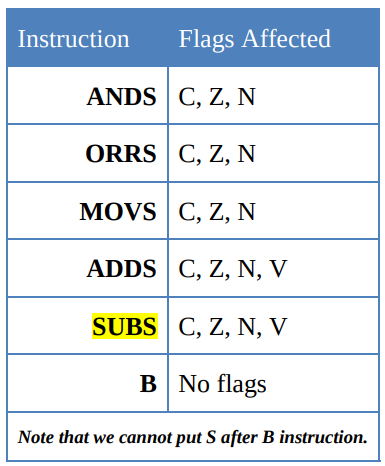 Instruction Flags Affected
ANDS C, Z, N
ORRS C, Z, N
MOVS C, Z, N
ADDS C, Z, N, V
SUBS C, Z, N, V
B No flags
Note that we cannot put S after B instruction.